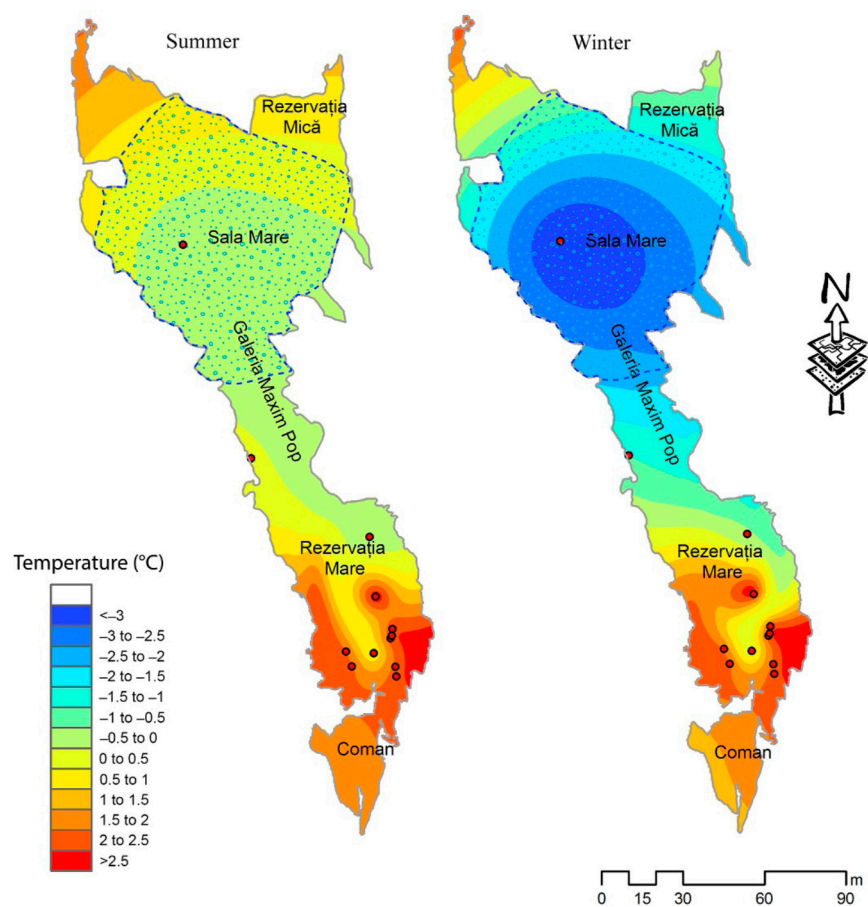 Summer
Winter
Rezervația
Mică
Rezervația
Mică
Sala Mare
Sala Mare
N
Galeria Maxim Pop
Galeria Maxim Pop
Rezervația
Mare
Rezervația
Mare
Temperature (°C)
<–3
–3 to –2.5
–2.5 to –2
–2 to –1.5
–1.5 to –1
–1 to –0.5
–0.5 to 0
0 to 0.5
0.5 to 1
1 to 1.5
1.5 to 2
2 to 2.5
>2.5
Coman
Coman
m
0 15 30 60 90